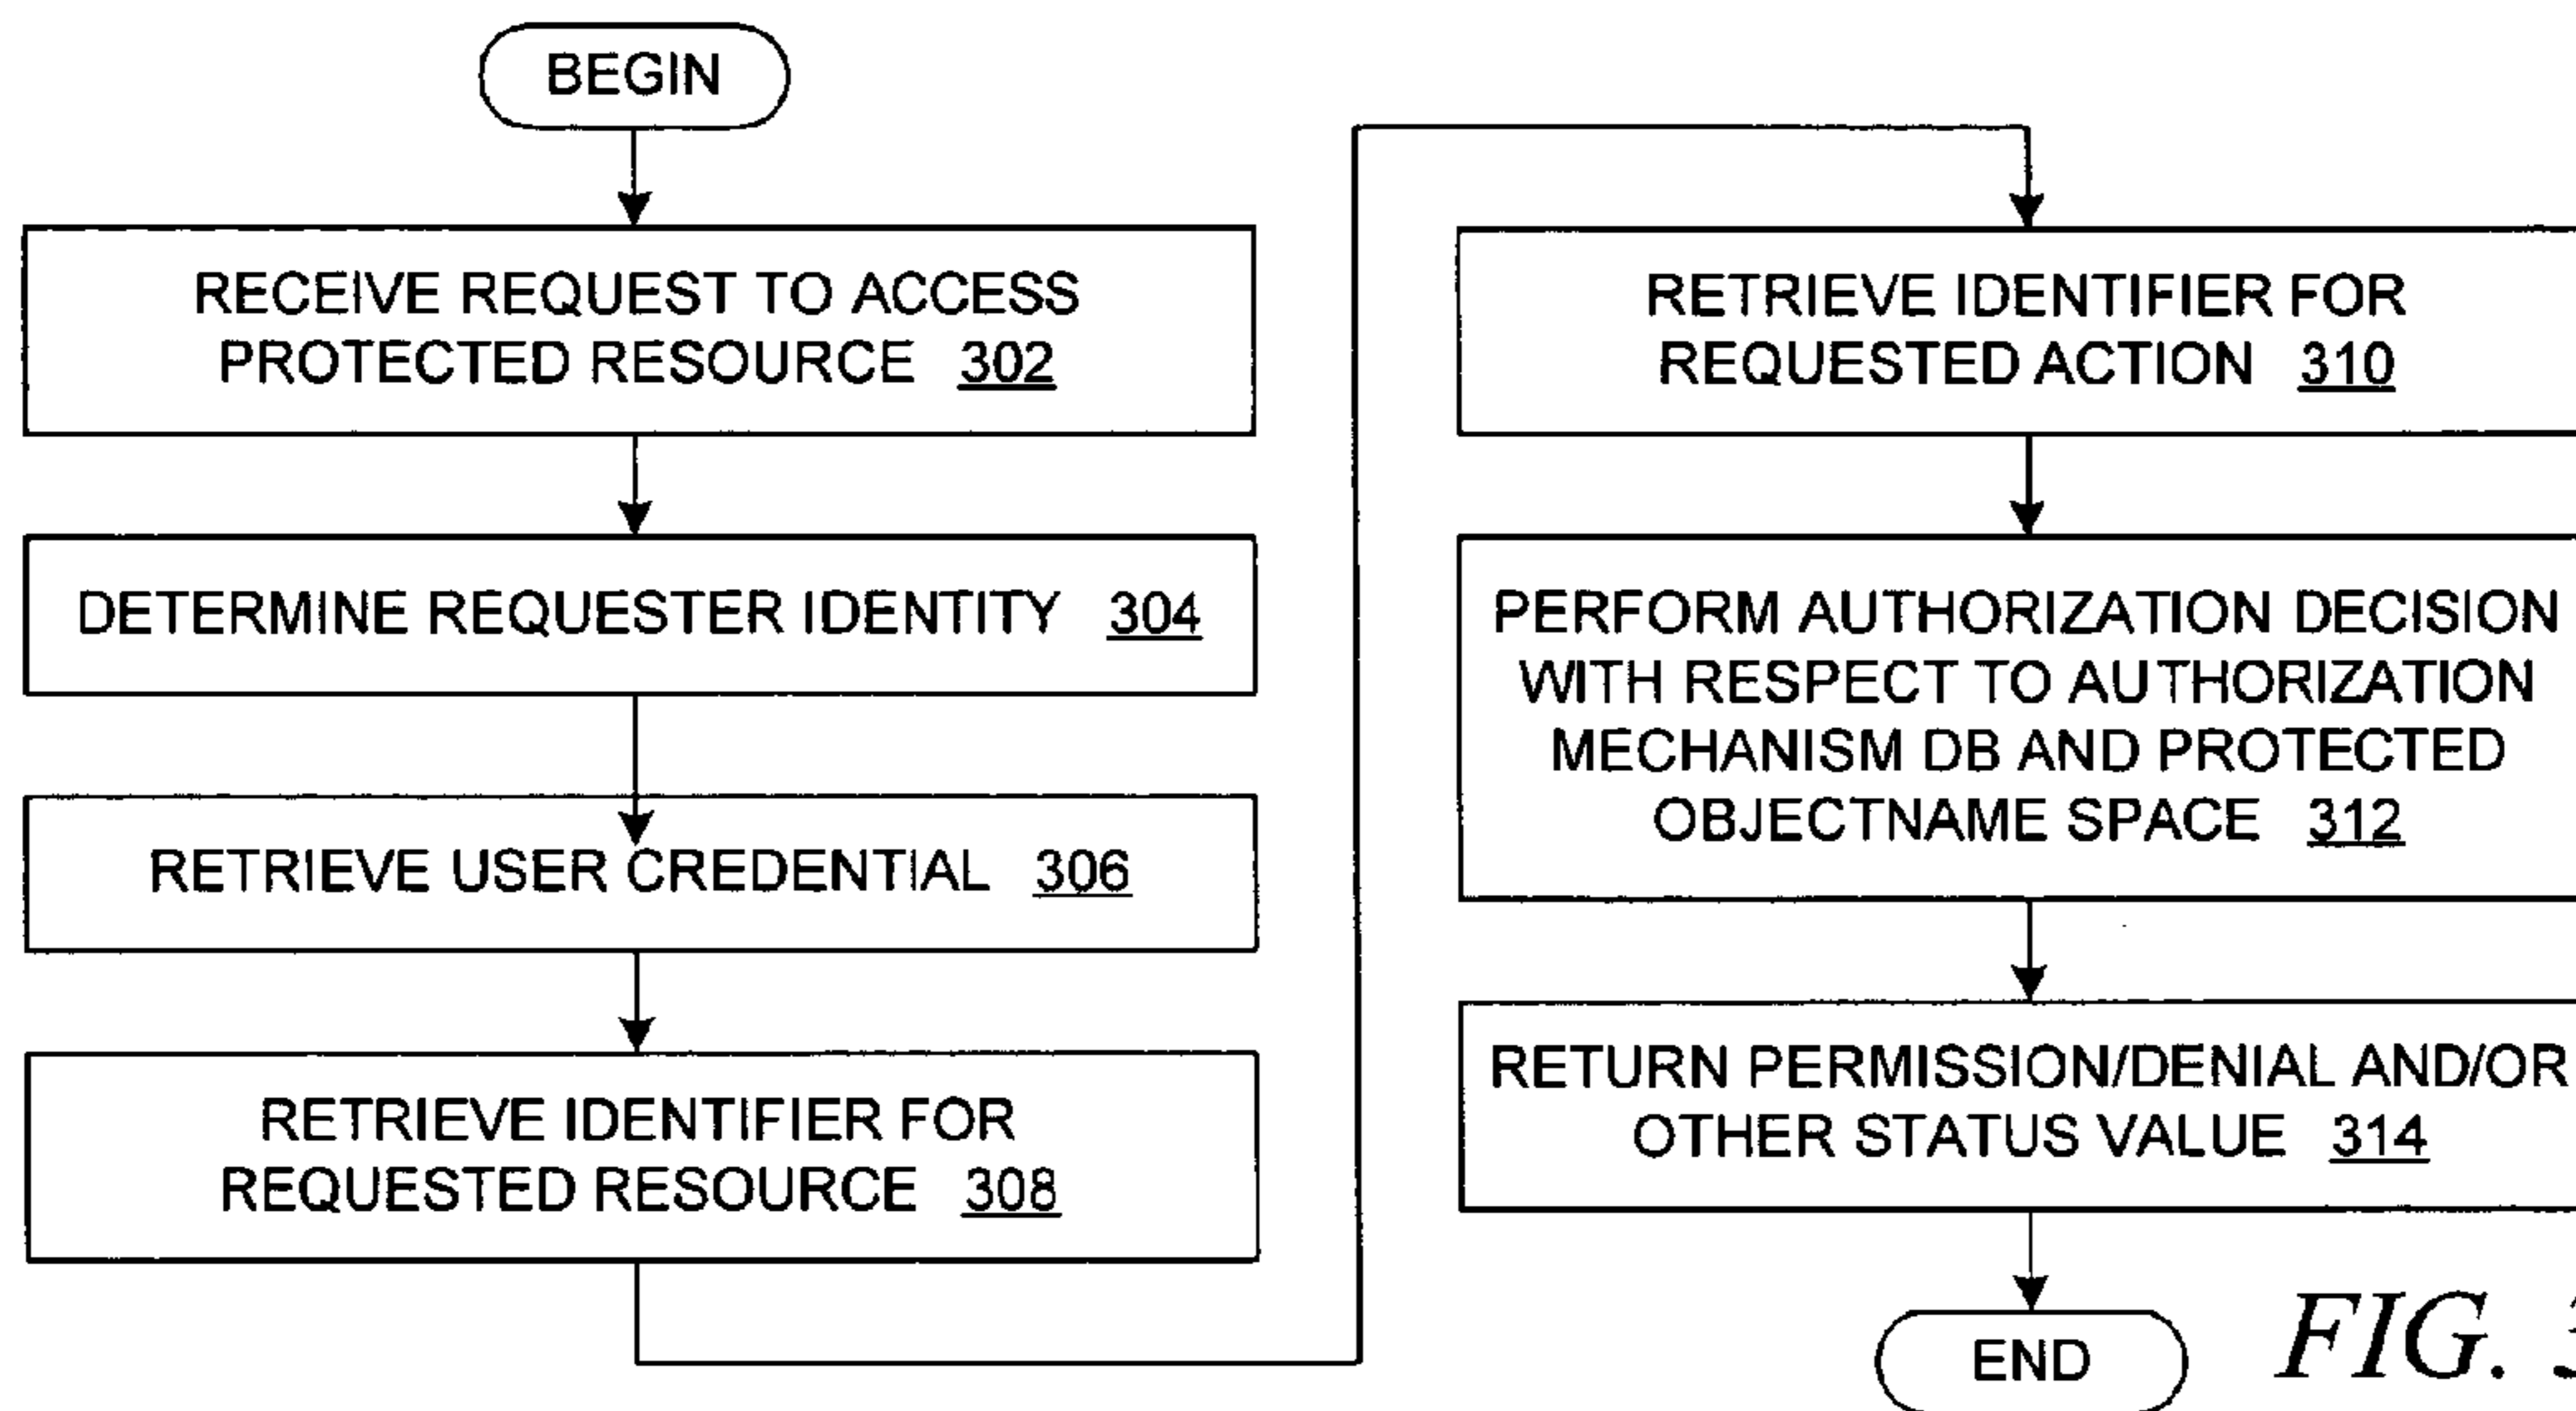 BEGIN
RECEIVE REQUEST TO ACCESS
PROTECTED RESOURCE 302
DETERMINE REQUESTER IDENTITY 304
RETRIEVE USER CREDENTIAL 306
RETRIEVE IDENTIFIER FOR
REQUESTED RESOURCE 308
RETRIEVE IDENTIFIER FOR
REQUESTED ACTION 310
PERFORM AUTHORIZATION DECISION
WITH RESPECT TO AUTHORIZATION
MECHANISM DB AND PROTECTED
OBJECTNAME SPACE 312
RETURN PERMISSION/DENIAL AND/OR
OTHER STATUS VALUE 314
END
FIG.